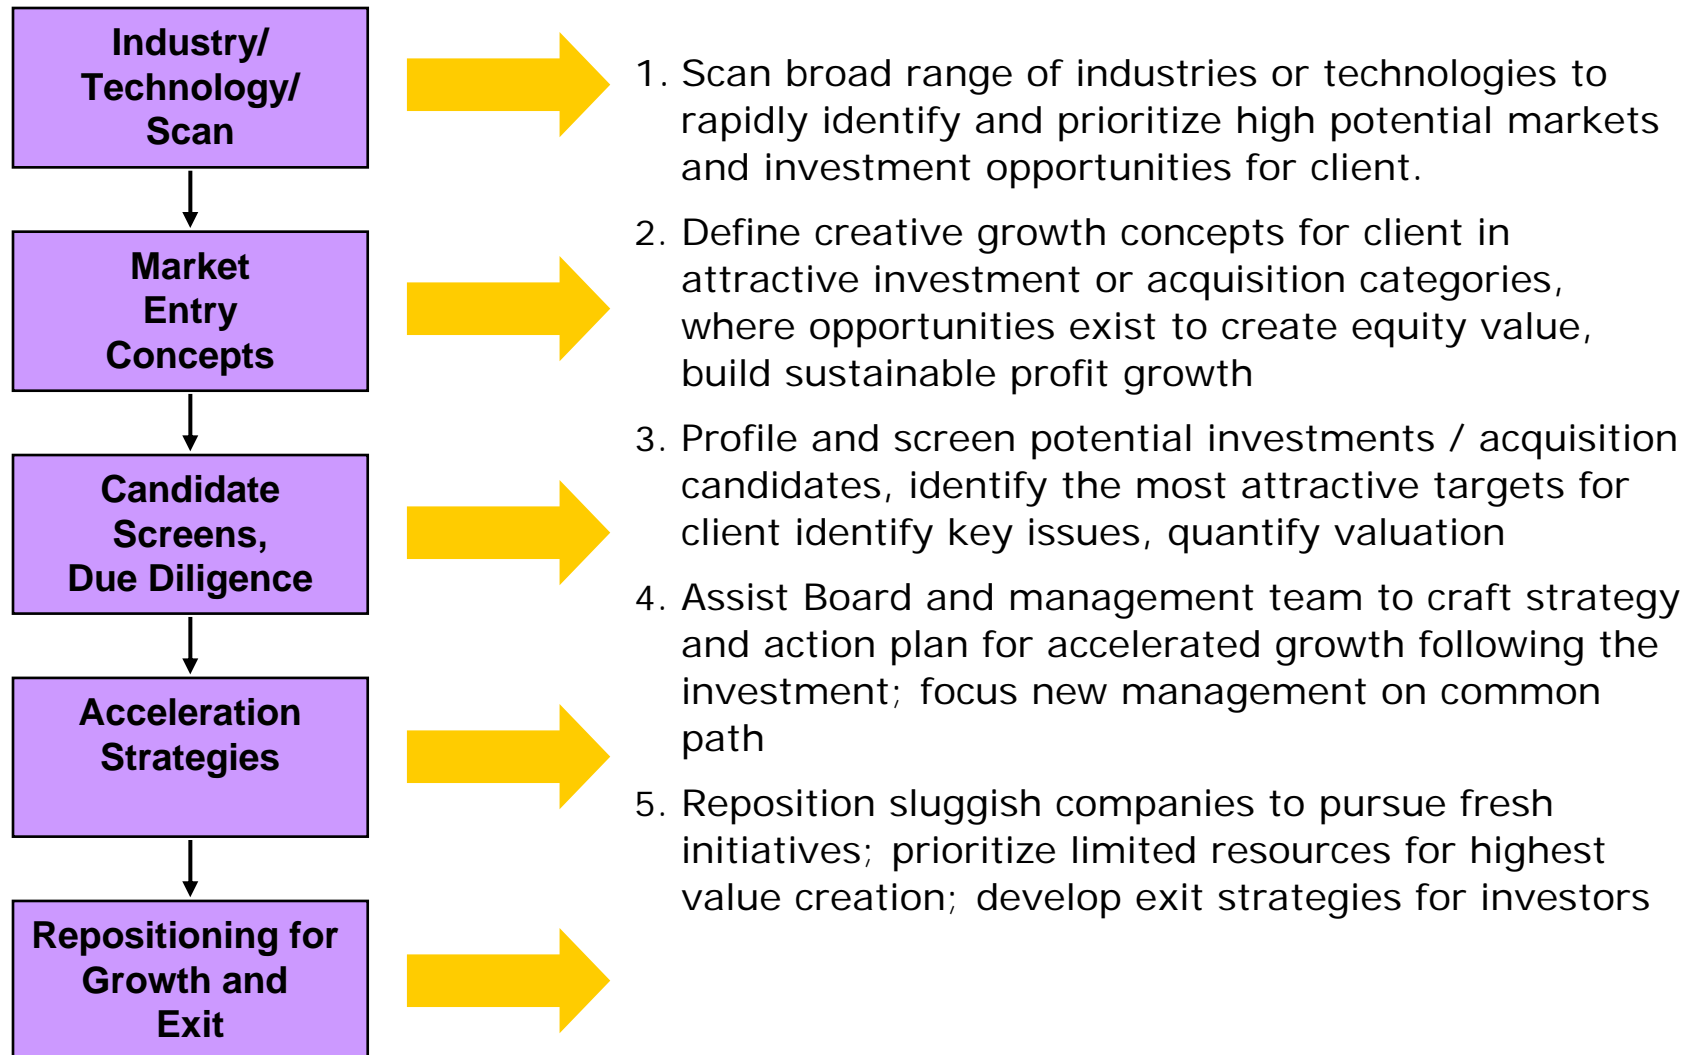 Industry/
Technology/
Scan
1. Scan broad range of industries or technologies to
rapidly identify and prioritize high potential markets
and investment opportunities for client.
Market
Entry
Concepts
2. Define creative growth concepts for client in
attractive investment or acquisition categories,
where opportunities exist to create equity value,
build sustainable profit growth
Candidate
Screens,
Due Diligence
3. Profile and screen potential investments / acquisition
candidates, identify the most attractive targets for
client identify key issues, quantify valuation
Acceleration
Strategies
4. Assist Board and management team to craft strategy
and action plan for accelerated growth following the
investment; focus new management on common
path
Repositioning for
Growth and
Exit
5. Reposition sluggish companies to pursue fresh
initiatives; prioritize limited resources for highest
value creation; develop exit strategies for investors